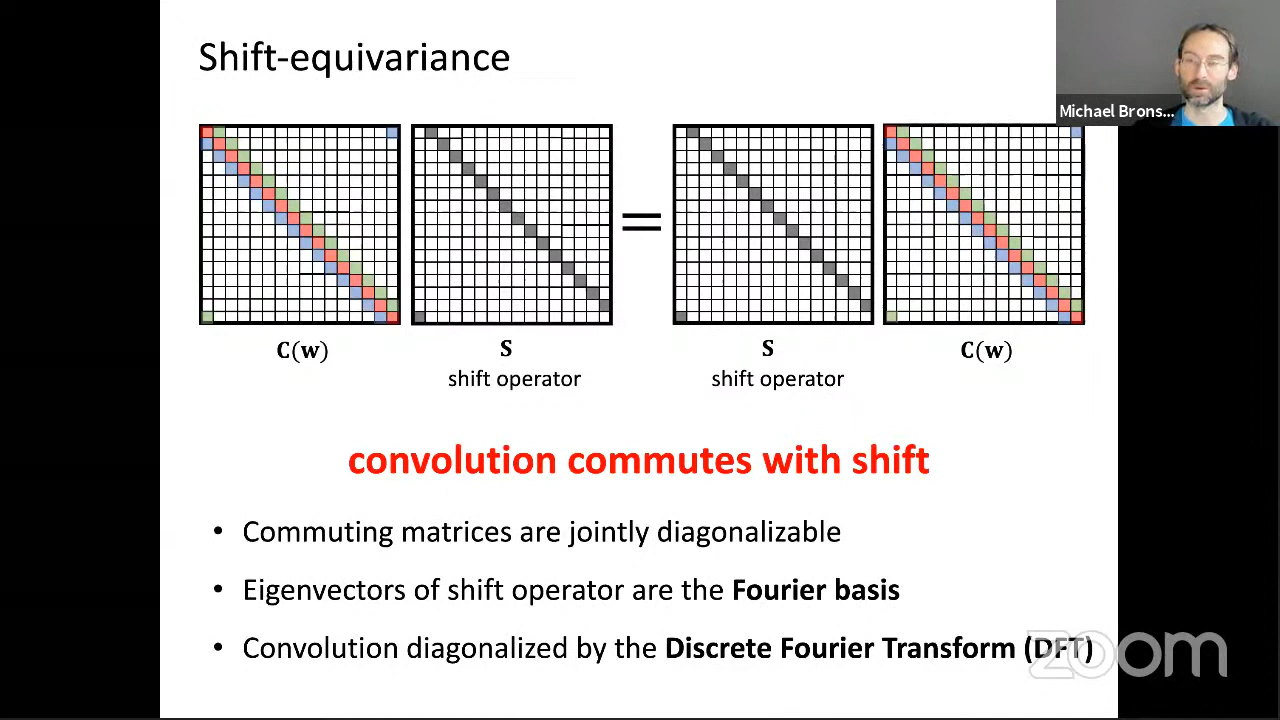 Shift-equivariance
Michael Brons...
=
C(w)
S
S
C(w)
shift operator
shift operator
convolution commutes with shift
• Commuting matrices are jointly diagonalizable
• Eigenvectors of shift operator are the Fourier basis
• Convolution diagonalized by the Discrete Fourier Transform (DFT)
zoom